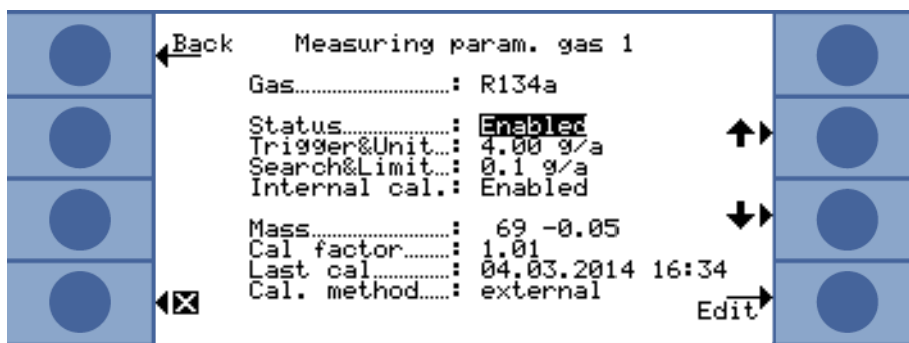 Back Measuring param. gas 1
Gas..............................: R134a
Status.....................: Enabled
Trigger&Unit...: 4.00 g/a
Search&Limit...: 0.1 g/a
Internal cal.: Enabled
Mass..........................: 69 -0.05
Cal factor.........: 1.01
Last cal...............: 04.03.2014 16:34
Cal. method......: external
Edit